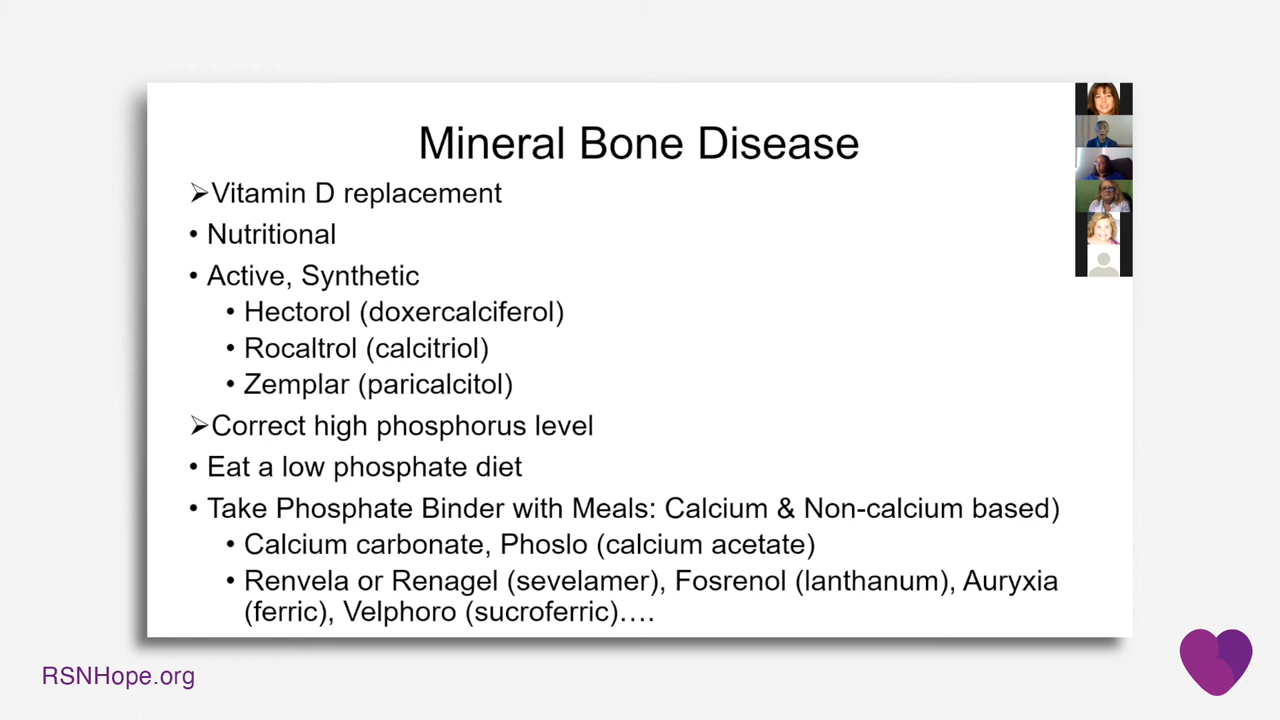 Mineral Bone Disease
➢Vitamin D replacement
• Nutritional
• Active, Synthetic
• Hectorol (doxercalciferol)
• Rocaltrol (calcitriol)
• Zemplar (paricalcitol)
➢Correct high phosphorus level
• Eat a low phosphate diet
• Take Phosphate Binder with Meals: Calcium & Non-calcium based)
• Calcium carbonate, Phoslo (calcium acetate)
• Renvela or Renagel (sevelamer), Fosrenol (lanthanum), Auryxia
(ferric), Velphoro (sucroferric)….
RSNHope.org